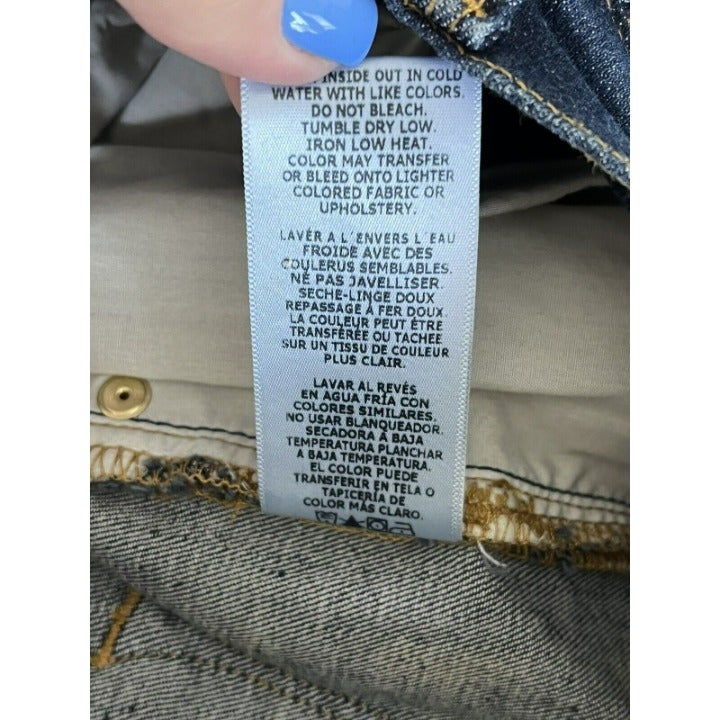 INSIDE OUT IN COLD
WATER WITH LIKE COLORS.
DO NOT BLEACH.
TUMBLE DRY LOW.
IRON LOW HEAT.
COLOR MAY TRANSFER
OR BLEED ONTO LIGHTER
COLORED FABRIC OR
UPHOLSTERY.
LAVÉR A L´ENVERS L´EAU
FROIDE AVEC DES
COULERUS SEMBLABLES.
NE PAS JAVELLISER.
SECHE-LINGE DOUX
REPASSAGE À FER DOUX.
LA COULEUR PEUT ÊTRE
TRANSFÉRÉE OU TACHEE
SUR UN TISSU DE COULEUR
PLUS CLAIR.
LAVAR AL REVÉS
EN AGUA FRÍA CON
COLORES SIMILARES.
NO USAR BLANQUEADOR.
SECADORA À BAJA
TEMPERATURA PLANCHAR
A BAJA TEMPERATURA.
EL COLOR PUEDE
TRANSFERIR EN TELA O
TAPICERÍA DE
COLOR MÁS CLARO.